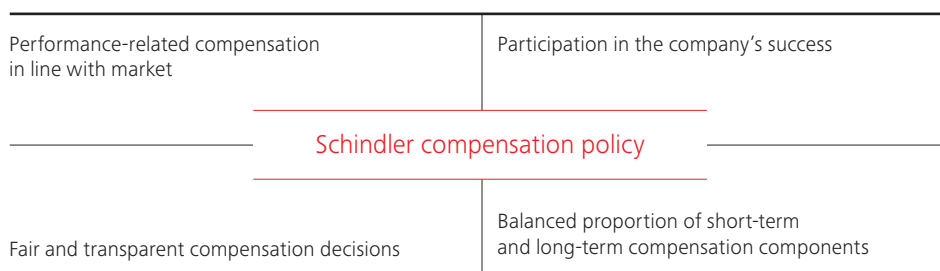 Performance-related compensation
in line with market
Participation in the company’s success
Schindler compensation policy
Fair and transparent compensation decisions
Balanced proportion of short-term
and long-term compensation components